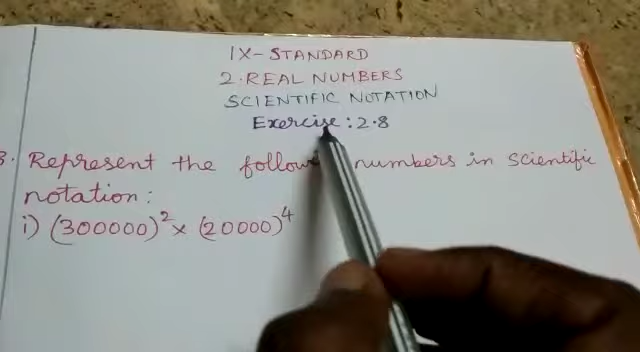 IX-STANDARD
2. REAL NUMBERS
SCIENTIFIC NOTATION
Exercise: 2.8
3. Represent the numbers in scientific
notation:
i) (300000)² × (20000)⁴